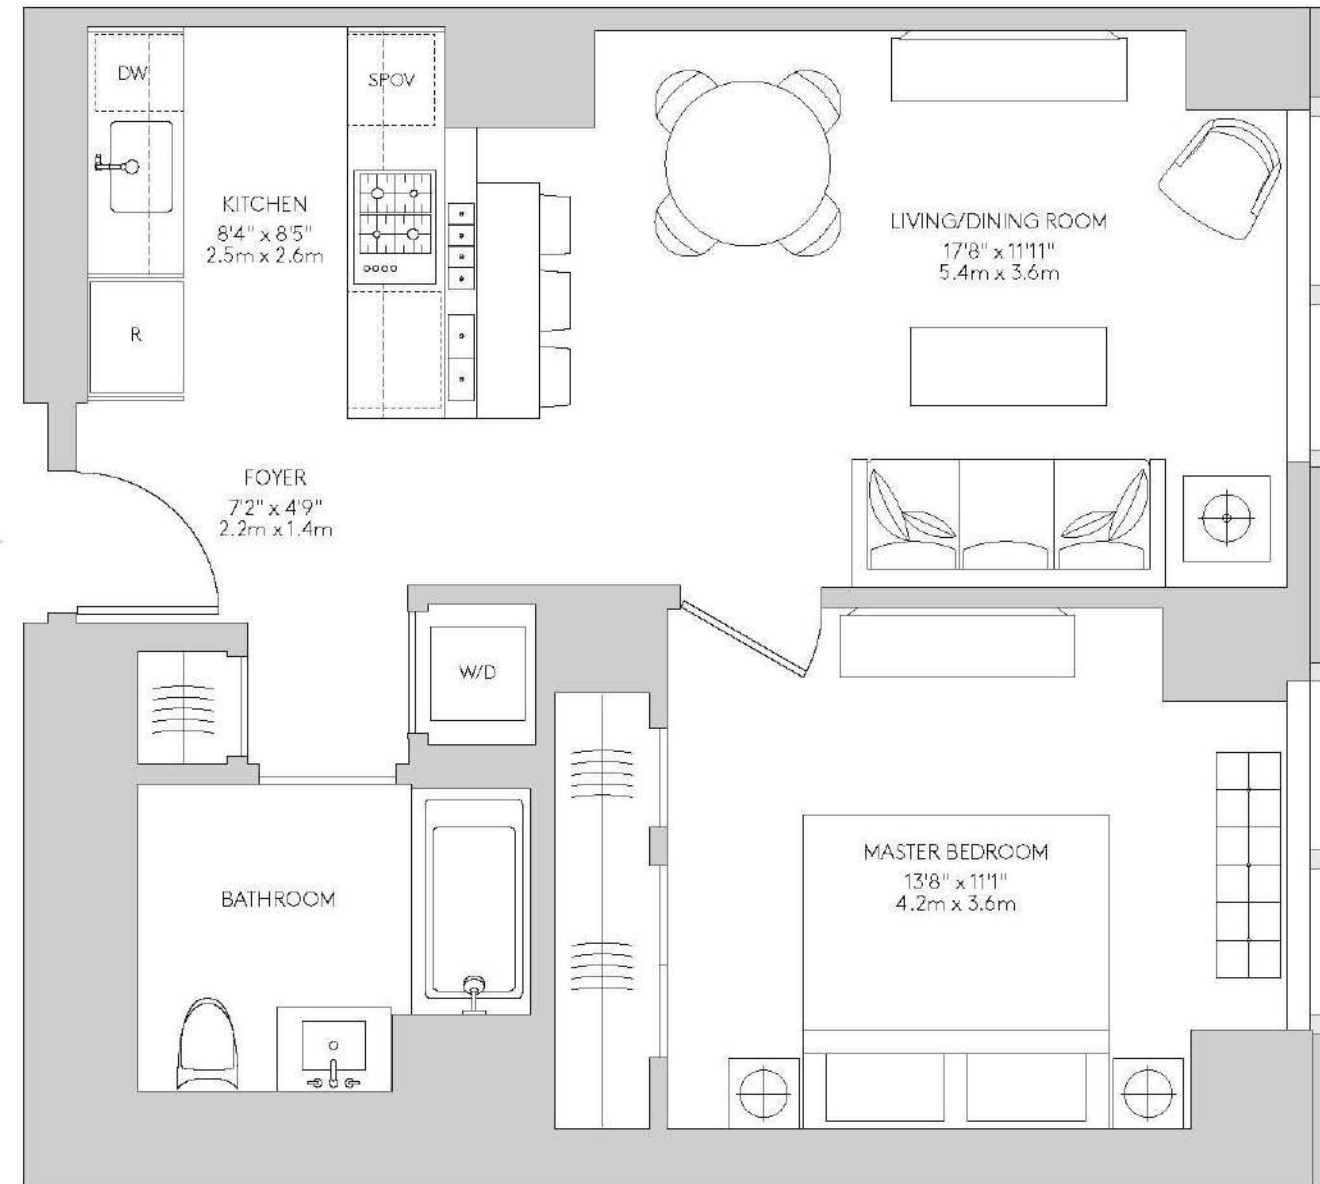 DW
SPOV
KITCHEN
8'4" x 8'5"
2.5m x 2.6m
LIVING/DINING ROOM
17'8" x 11'11"
5.4m x 3.6m
R
FOYER
7'2" x 4'9"
2.2m x 1.4m
W/D
MASTER BEDROOM
13'8" x 11'1"
4.2m x 3.6m
BATHROOM